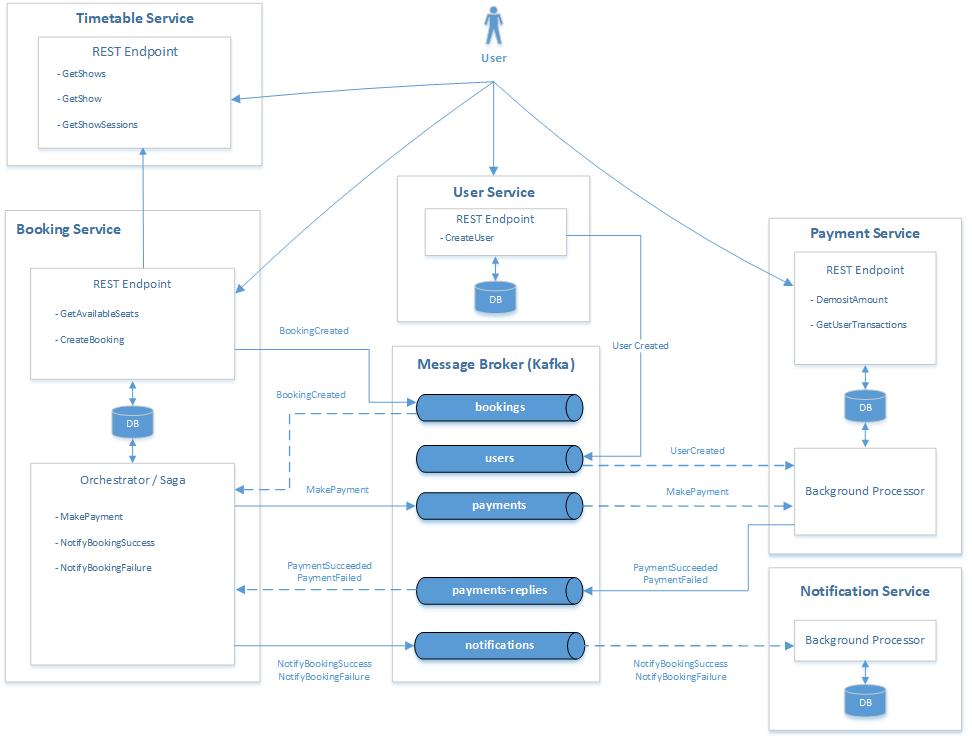 Timetable Service
REST Endpoint
- GetShows
- GetShow
- GetShowSessions
User
User Service
REST Endpoint
- CreateUser
DB
Booking Service
REST Endpoint
- GetAvailableSeats
- CreateBooking
DB
Orchestrator / Saga
- MakePayment
- NotifyBookingSuccess
- NotifyBookingFailure
BookingCreated
BookingCreated
MakePayment
PaymentSucceeded
PaymentFailed
NotifyBookingSuccess
NotifyBookingFailure
Message Broker (Kafka)
bookings
users
payments
payments-replies
notifications
User Created
UserCreated
MakePayment
PaymentSucceeded
PaymentFailed
NotifyBookingSuccess
NotifyBookingFailure
Payment Service
REST Endpoint
- DemositAmount
- GetUserTransactions
DB
Background Processor
Notification Service
Background Processor
DB